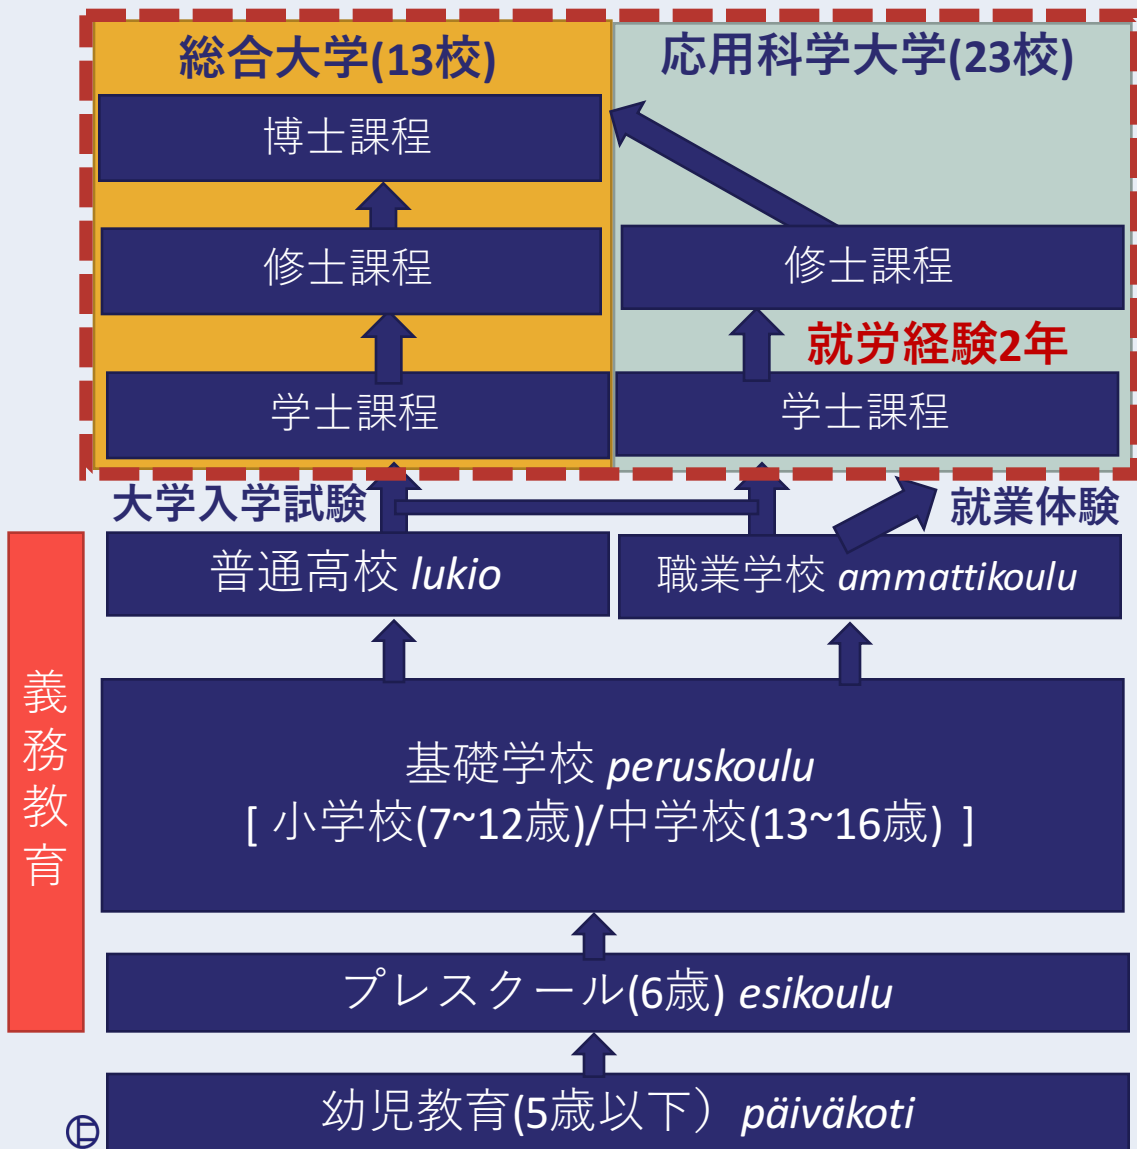 総合大学(13校)
応用科学大学(23校)
博士課程
修士課程
修士課程
就労経験2年
学士課程
学士課程
大学入学試験
就業体験
普通高校 lukio
職業学校 ammattikoulu
義務教育
基礎学校 peruskoulu
[ 小学校(7~12歳)/中学校(13~16歳) ]
プレスクール(6歳) esikoulu
幼児教育(5歳以下） päiväkoti